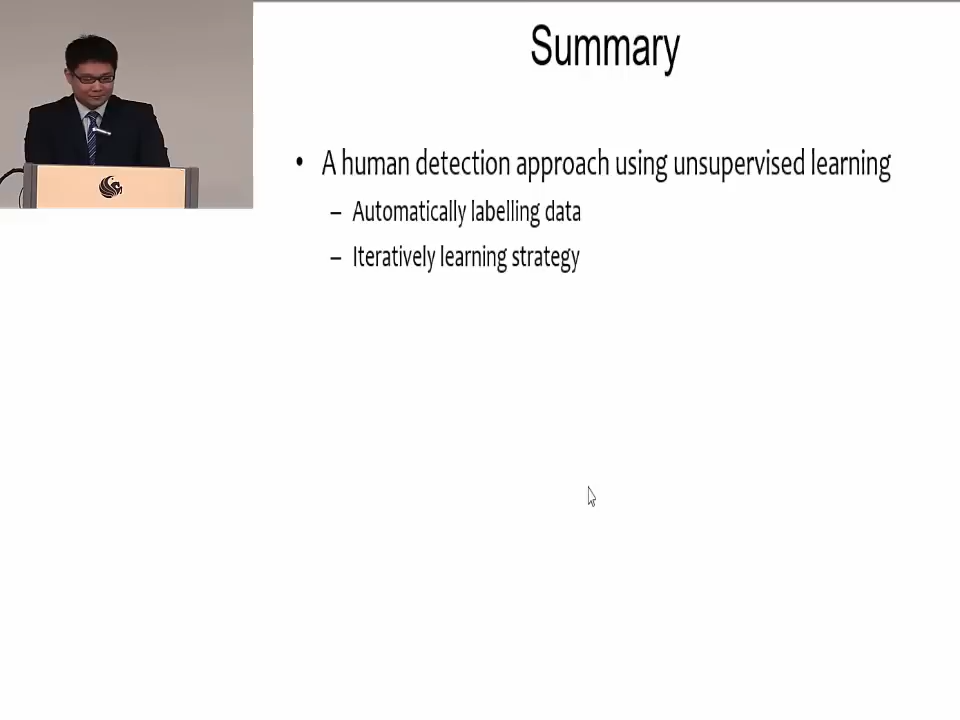 Summary
• A human detection approach using unsupervised learning
– Automatically labelling data
– Iteratively learning strategy